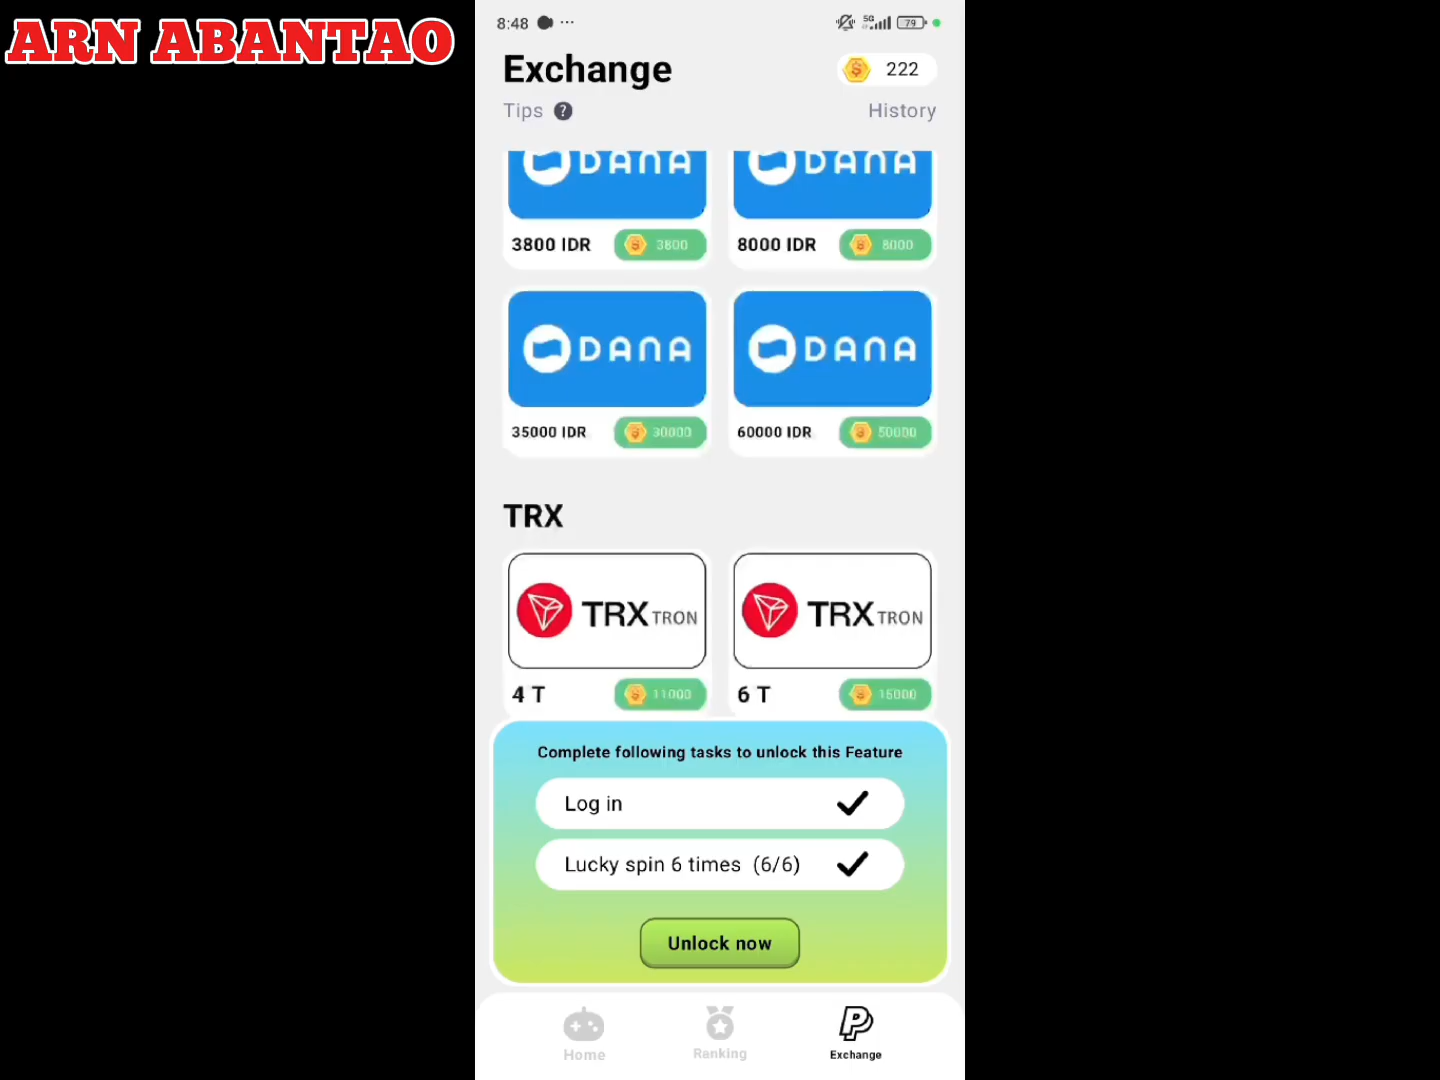 ARN ABANTAO
8:48 ...
5G 79
Exchange
222
Tips ?
History
DANA DANA
3800 IDR 3800
8000 IDR 8000
DANA DANA
35000 IDR 30000
60000 IDR 50000
TRX
TRX TRON
TRX TRON
4 T 11000
6 T 15000
Complete following tasks to unlock this Feature
Log in
Lucky spin 6 times (6/6)
Unlock now
Home Ranking Exchange